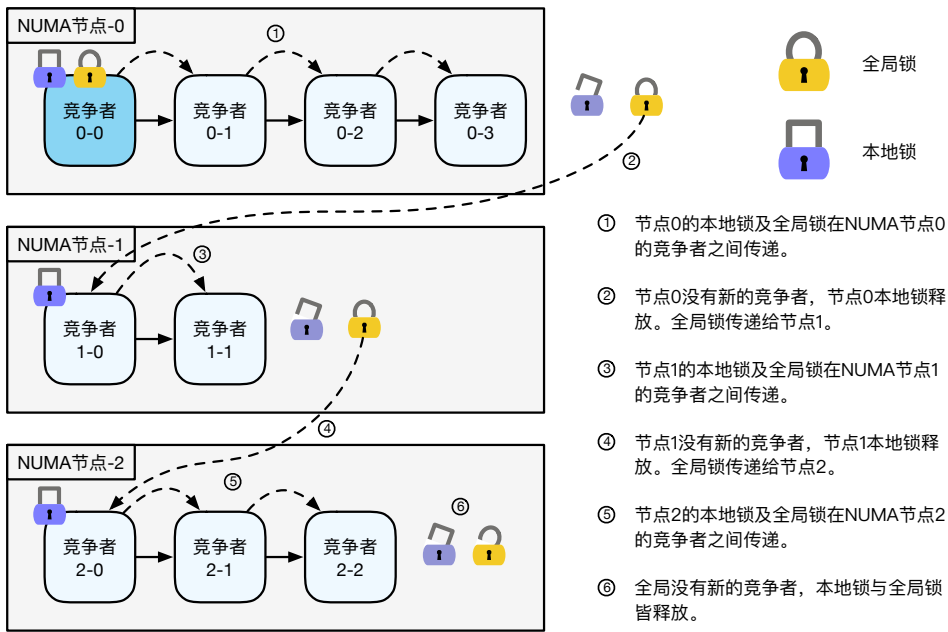 NUMA节点-0
①
竞争者
0-0
竞争者
0-1
竞争者
0-2
竞争者
0-3
②
NUMA节点-1
③
竞争者
1-0
竞争者
1-1
④
NUMA节点-2
⑤
⑥
竞争者
2-0
竞争者
2-1
竞争者
2-2
全局锁
本地锁
① 节点0的本地锁及全局锁在NUMA节点0
的竞争者之间传递。
② 节点0没有新的竞争者，节点0本地锁释
放。全局锁传递给节点1。
③ 节点1的本地锁及全局锁在NUMA节点1
的竞争者之间传递。
④ 节点1没有新的竞争者，节点1本地锁释
放。全局锁传递给节点2。
⑤ 节点2的本地锁及全局锁在NUMA节点2
的竞争者之间传递。
⑥ 全局没有新的竞争者，本地锁与全局锁
皆释放。